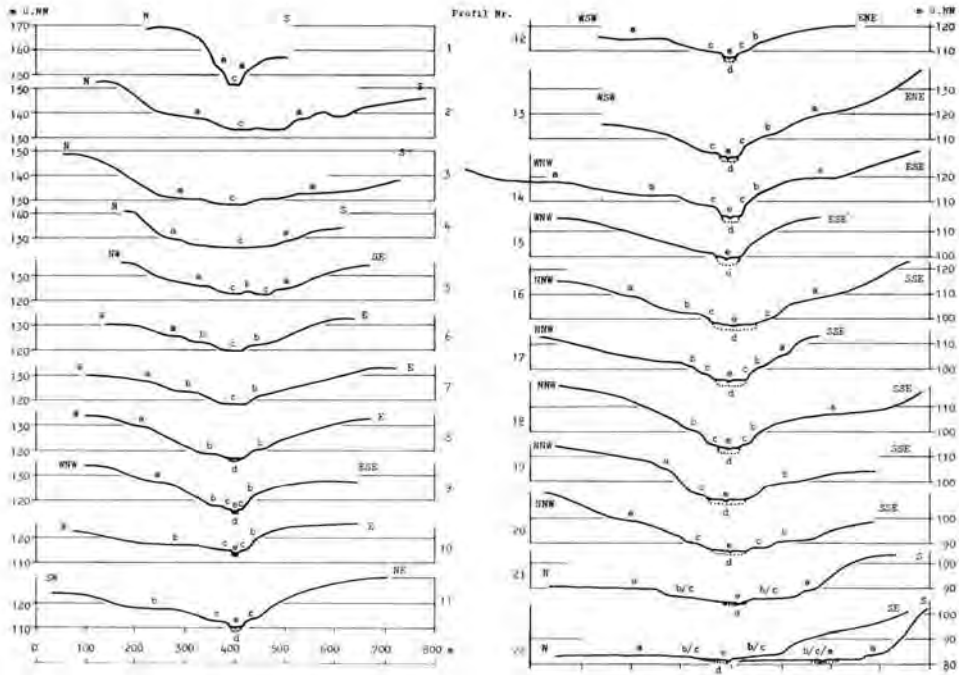 m ü.NN
Profil Nr.
m ü.NN
N
S
170
160
150
a
a
c
1
N
150
140
130
a
c
a
2
N
150
140
130
a
c
a
3
N
150
a
c
a
S
4
NW
130
120
a
c
b
c
a
SE
5
130
120
a
b
c
b
E
6
130
120
a
b
c
b
E
7
130
120
a
b
b
d
E
8
WNW
130
120
a
b
c
e
c
b
d
ESE
9
120
110
b
c
e
c
b
d
E
10
SW
120
110
b
c
c
d
NE
11
0
100
200
300
400
500
600
700
800
m
WSW
12
a
c
e
c
b
d
ENE
120
110
WSW
13
c
e
c
b
a
d
ENE
130
120
110
WNW
14
a
b
c
e
c
b
a
d
ESE
120
110
WNW
15
e
d
ESE
110
100
NNW
16
a
b
c
e
c
b
a
d
SSE
120
110
100
NNW
17
b
c
e
c
b
a
d
SSE
110
100
NNW
18
b
c
e
c
b
a
d
SSE
110
100
NNW
19
a
c
e
b
d
SSE
110
100
NNW
20
a
c
e
c
b
d
SSE
100
90
N
21
a
b/c
e
b/c
a
d
S
90
N
22
a
b/c
e
b/c
b/c/e
a
d
SE
S
90
80